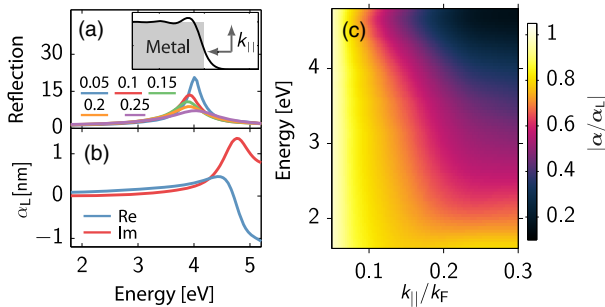 (a)
Metal
k||
Reflection
30
15
0
0.05 0.1 0.15
0.2 0.25
(b)
αL[nm]
1
0
−1
Re
Im
2 3 4 5
Energy [eV]
(c)
Energy [eV]
4
3
2
0.1 0.2 0.3
k||/kF
1
0.8
0.6
0.4
0.2
|α/αL|